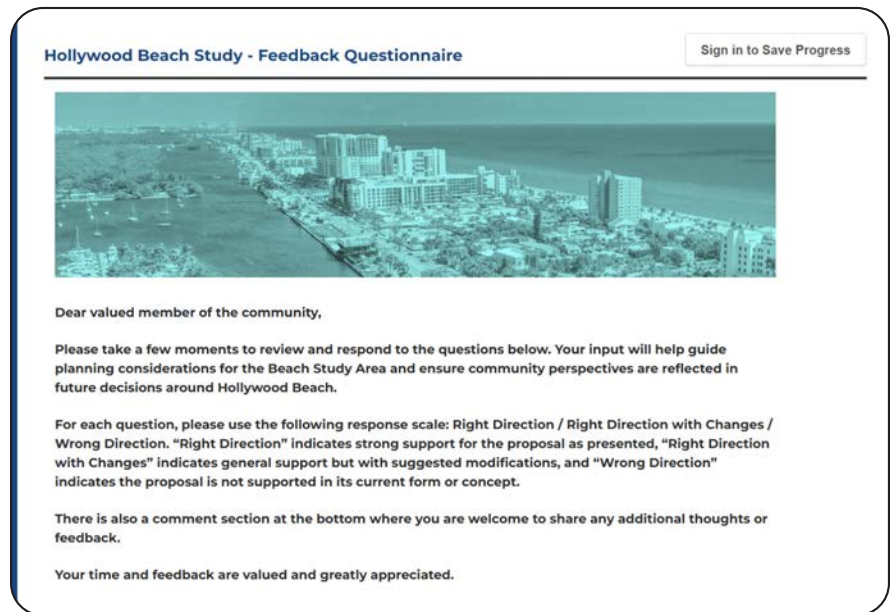 Hollywood Beach Study - Feedback Questionnaire
Sign in to Save Progress
Dear valued member of the community,
Please take a few moments to review and respond to the questions below. Your input will help guide
planning considerations for the Beach Study Area and ensure community perspectives are reflected in
future decisions around Hollywood Beach.
For each question, please use the following response scale: Right Direction / Right Direction with Changes /
Wrong Direction. “Right Direction” indicates strong support for the proposal as presented, “Right Direction
with Changes” indicates general support but with suggested modifications, and “Wrong Direction”
indicates the proposal is not supported in its current form or concept.
There is also a comment section at the bottom where you are welcome to share any additional thoughts or
feedback.
Your time and feedback are valued and greatly appreciated.